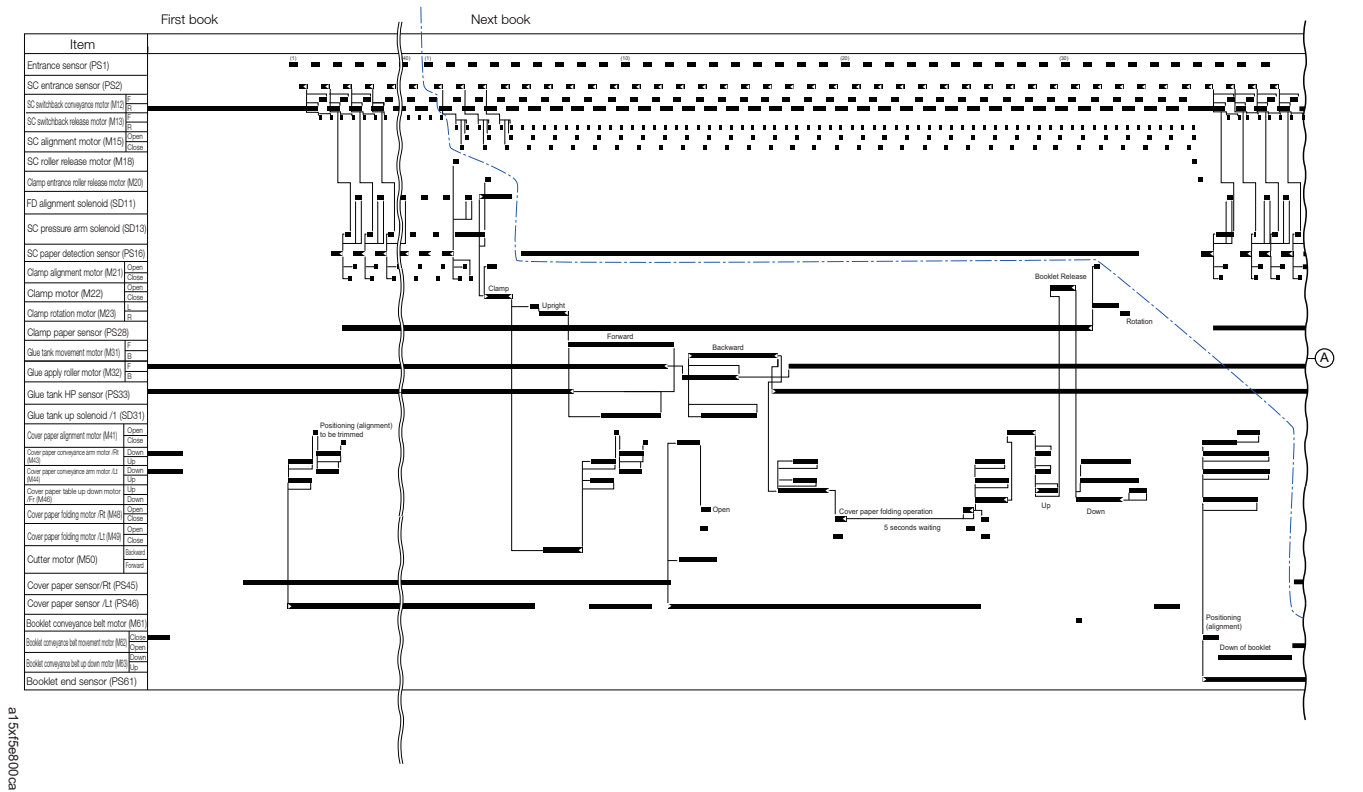 First book
Next book
Item
(1)
(40)
(1)
(10)
(20)
(30)
Entrance sensor (PS1)
SC entrance sensor (PS2)
SC switchback conveyance motor (M12)
F
R
SC switchback release motor (M13)
F
R
SC alignment motor (M15)
Open
Close
SC roller release motor (M18)
Clamp entrance roller release motor (M20)
FD alignment solenoid (SD11)
SC pressure arm solenoid (SD13)
SC paper detection sensor (PS16)
Clamp alignment motor (M21)
Open
Close
Clamp motor (M22)
Open
Close
Clamp
Booklet Release
Clamp rotation motor (M23)
L
R
Upright
Rotation
Clamp paper sensor (PS28)
Forward
Glue tank movement motor (M31)
F
B
Backward
Glue apply roller motor (M32)
F
B
A
Glue tank HP sensor (PS33)
Glue tank up solenoid /1 (SD31)
Cover paper alignment motor (M41)
Open
Close
Positioning (alignment)
to be trimmed
Cover paper conveyance arm motor /Rt
(M43)
Down
Up
Cover paper conveyance arm motor /Lt
(M44)
Down
Up
Cover paper table up down motor
/Fr (M46)
Up
Down
Up
Down
Cover paper folding motor /Rt (M48)
Open
Close
Open
Cover paper folding operation
5 seconds waiting
Cover paper folding motor /Lt (M49)
Open
Close
Cutter motor (M50)
Backward
Forward
Cover paper sensor/Rt (PS45)
Cover paper sensor /Lt (PS46)
Booklet conveyance belt motor (M61)
Positioning
(alignment)
Booklet conveyance belt movement motor (M62)
Close
Open
Down of booklet
Booklet conveyance belt up down motor (M63)
Down
Up
Booklet end sensor (PS61)
a15xf5e800ca